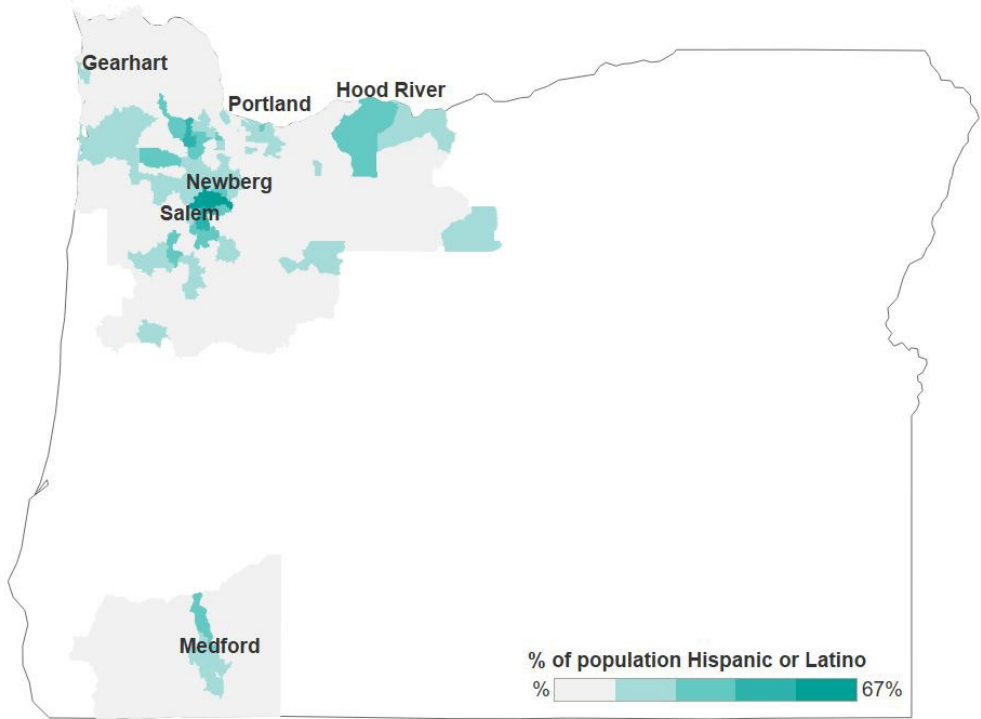 Gearhart
Hood River
Portland
Newberg
Salem
Medford
% of population Hispanic or Latino
% 67%